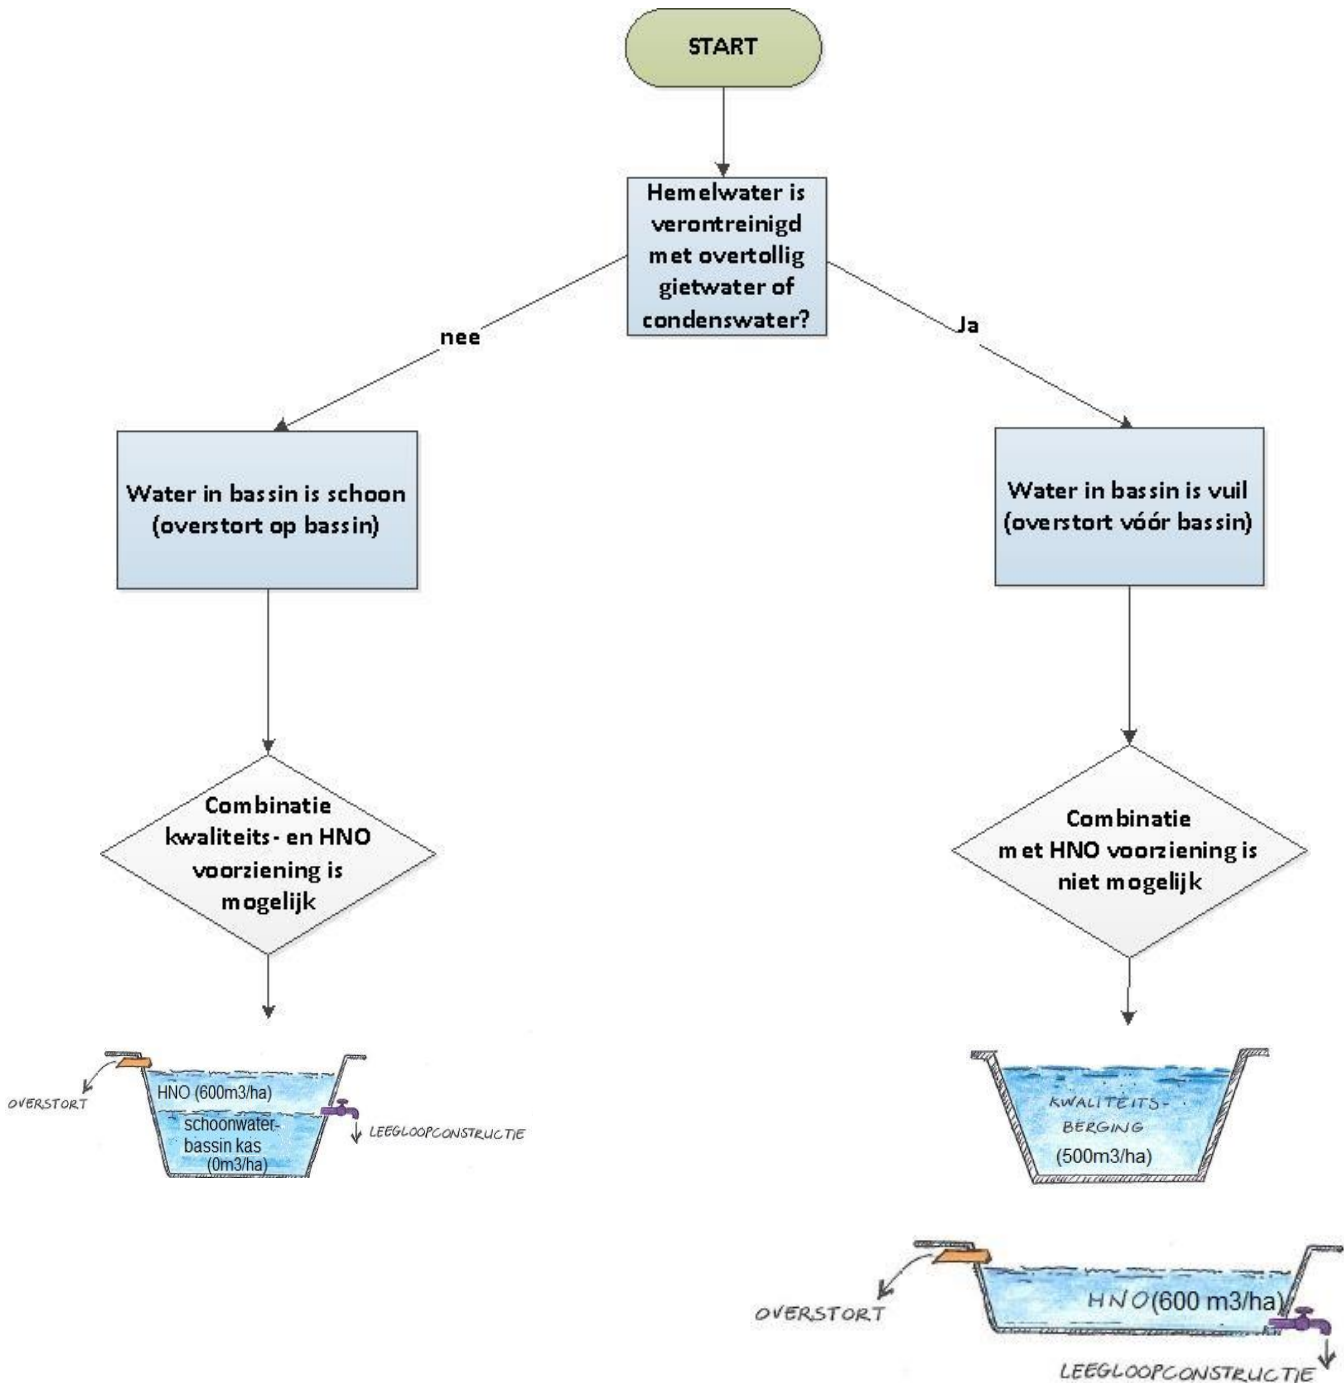 START
Hemelwater is
verontreinigd
met overtollig
gietwater of
condenswater?
nee
Ja
Water in bassin is schoon
(overstort op bassin)
Water in bassin is vuil
(overstort vóór bassin)
Combinatie
kwaliteits- en HNO
voorziening is
mogelijk
Combinatie
met HNO voorziening is
niet mogelijk
OVERSTORT
HNO (600m3/ha)
schoonwater-
bassin kas
(0m3/ha)
LEEGLOOPCONSTRUCTIE
KWALITEITS-
BERGING
(500m3/ha)
OVERSTORT
HNO (600 m3/ha)
LEEGLOOPCONSTRUCTIE